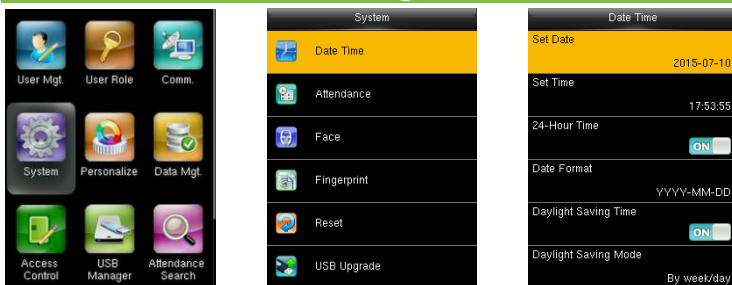 User Mgt.
User Role
Comm.
System
Personalize
Data Mgt.
Access
Control
USB
Manager
Attendance
Search
System
Date Time
Attendance
Face
Fingerprint
Reset
USB Upgrade
Date Time
Set Date
2015-07-10
Set Time
17:53:55
24-Hour Time
ON
Date Format
YYYY-MM-DD
Daylight Saving Time
ON
Daylight Saving Mode
By week/day